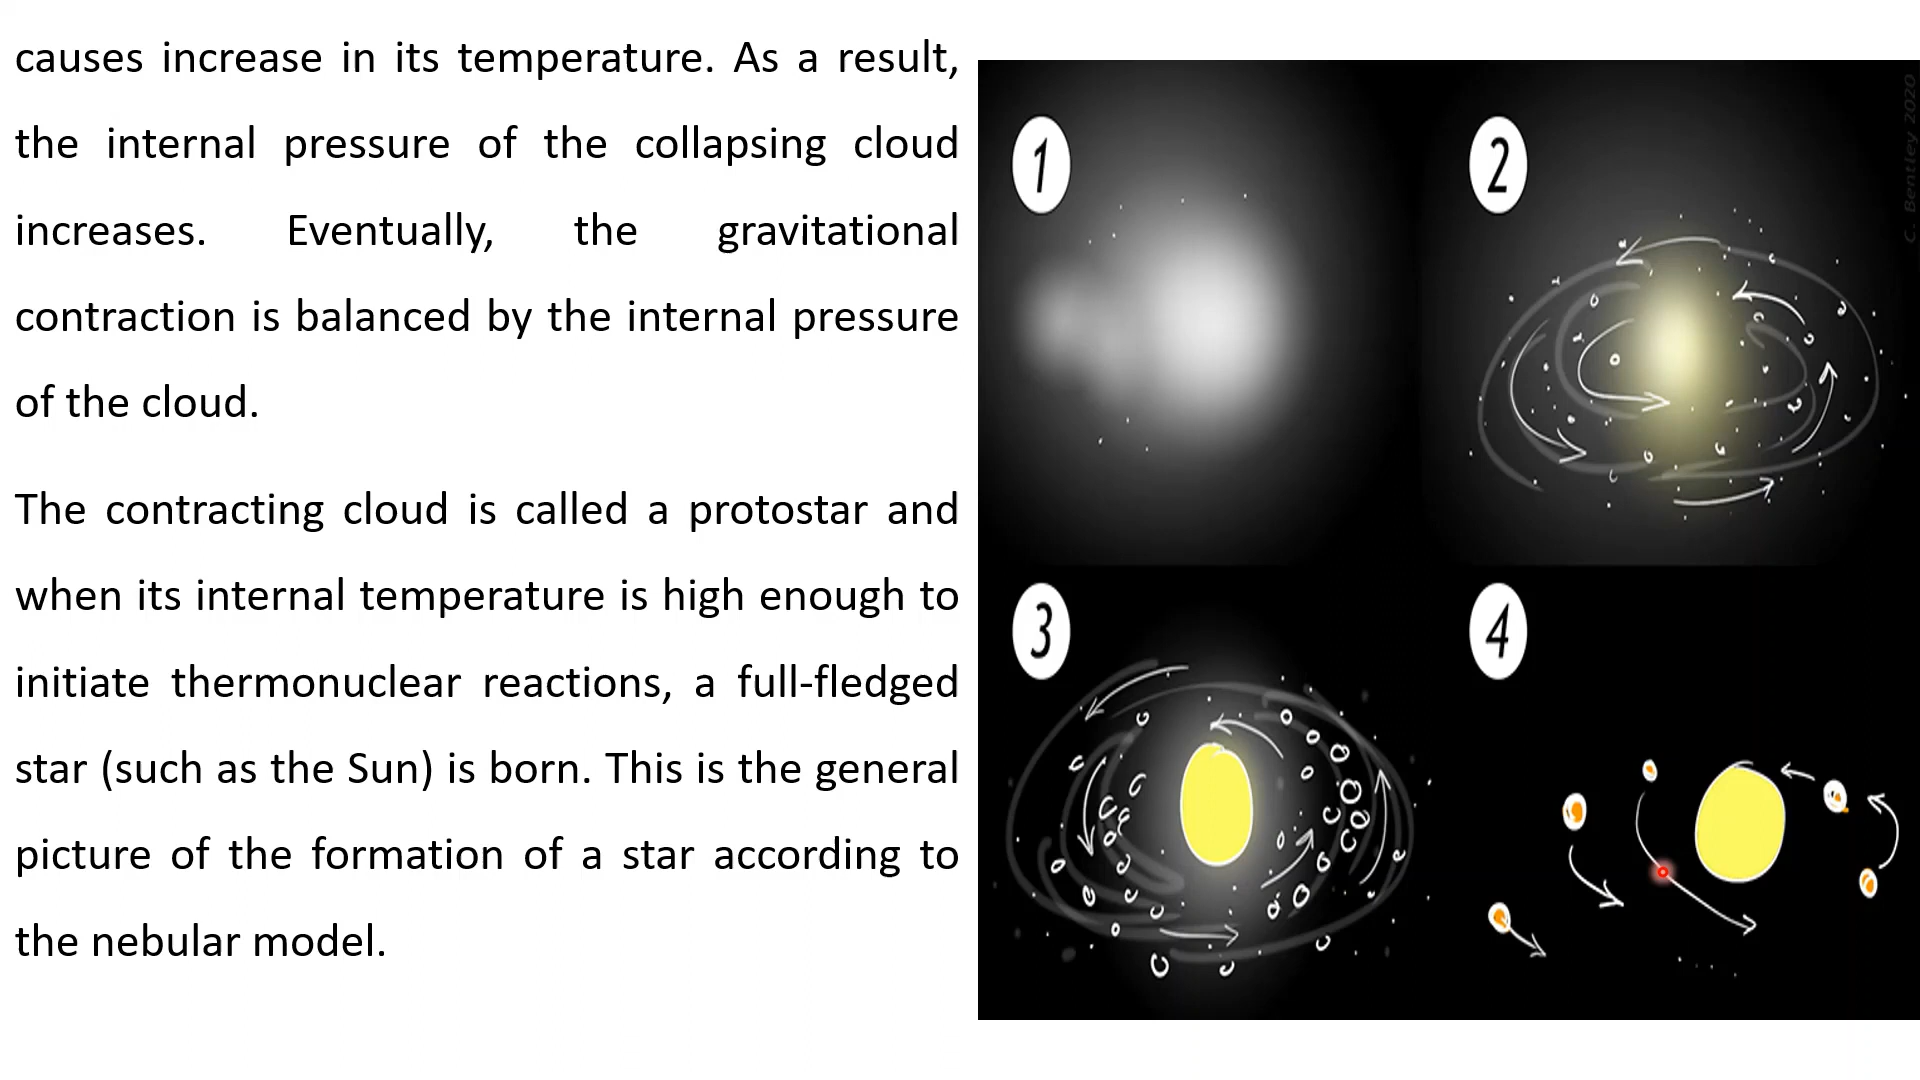 causes increase in its temperature. As a result,
the internal pressure of the collapsing cloud
increases. Eventually, the gravitational
contraction is balanced by the internal pressure
of the cloud.
The contracting cloud is called a protostar and
when its internal temperature is high enough to
initiate thermonuclear reactions, a full-fledged
star (such as the Sun) is born. This is the general
picture of the formation of a star according to
the nebular model.
1
2
3
4
C. Bentley 2020